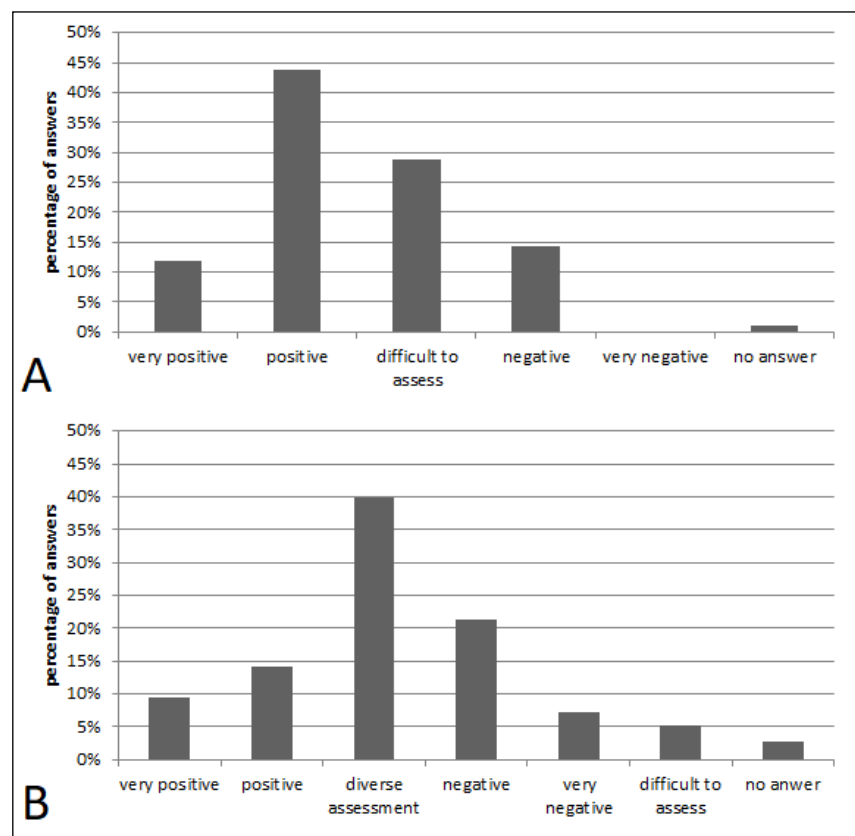 50%
45%
40%
35%
30%
25%
20%
15%
10%
5%
0%
percentage of answers
very positive
positive
difficult to
assess
negative
very negative
no answer
A
50%
45%
40%
35%
30%
25%
20%
15%
10%
5%
0%
percentage of answers
very positive
positive
diverse
assessment
negative
very
negative
difficult to
assess
no anwer
B